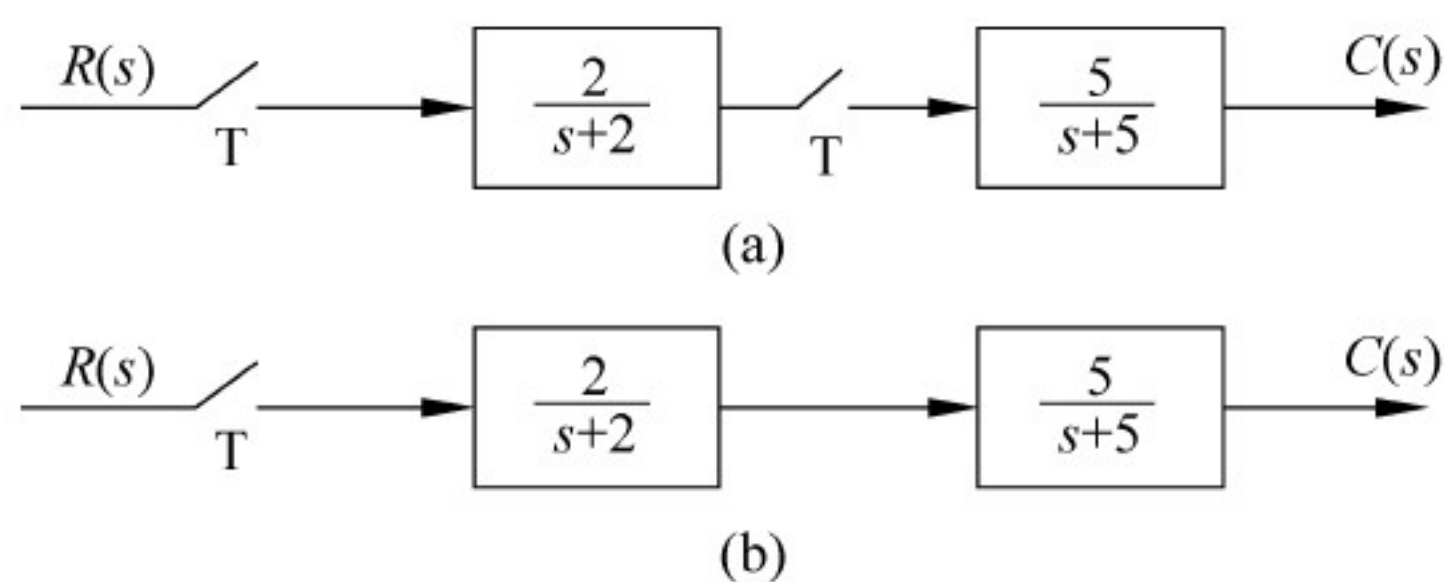 R(s) T 2/(s+2) T 5/(s+5) C(s)
(a)
R(s) T 2/(s+2) 5/(s+5) C(s)
(b)